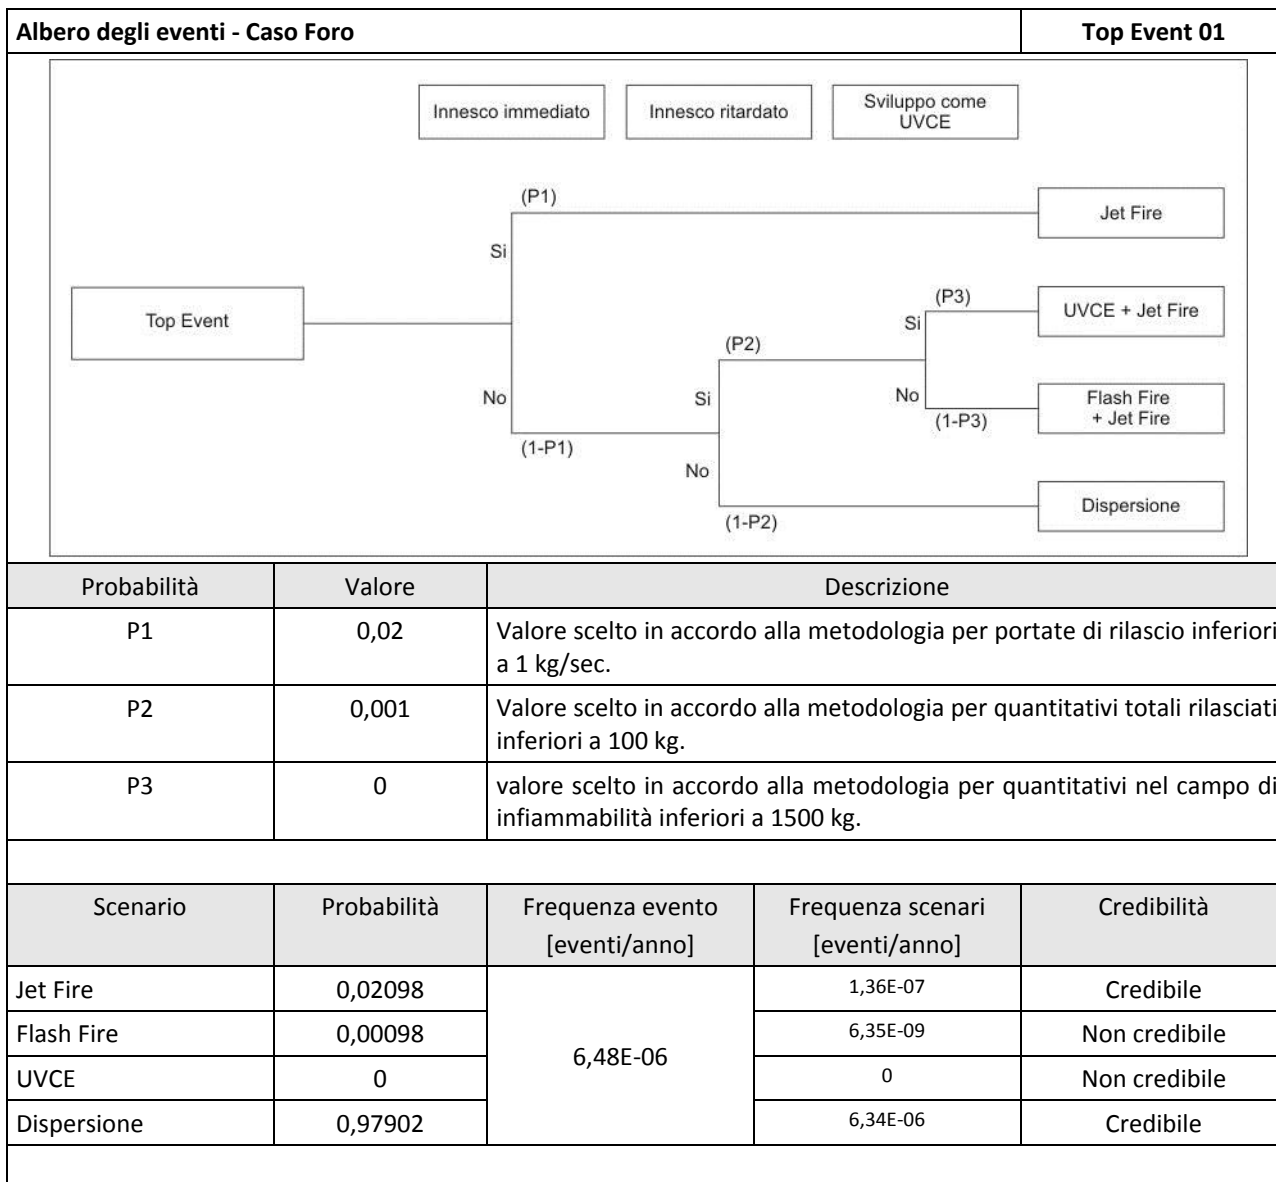 Albero degli eventi - Caso Foro
Top Event 01
Innesco immediato
Innesco ritardato
Sviluppo come
UVCE
(P1)
Jet Fire
Si
(P3)
UVCE + Jet Fire
Top Event
Si
(P2)
No
Si
No
Flash Fire
+ Jet Fire
(1-P3)
(1-P1)
No
Dispersione
(1-P2)
Probabilità
Valore
Descrizione
P1
0,02
Valore scelto in accordo alla metodologia per portate di rilascio inferiori
a 1 kg/sec.
P2
0,001
Valore scelto in accordo alla metodologia per quantitativi totali rilasciati
inferiori a 100 kg.
P3
0
valore scelto in accordo alla metodologia per quantitativi nel campo di
infiammabilità inferiori a 1500 kg.
Scenario
Probabilità
Frequenza evento
[eventi/anno]
Frequenza scenari
[eventi/anno]
Credibilità
Jet Fire
0,02098
6,48E-06
1,36E-07
Credibile
Flash Fire
0,00098
6,35E-09
Non credibile
UVCE
0
0
Non credibile
Dispersione
0,97902
6,34E-06
Credibile